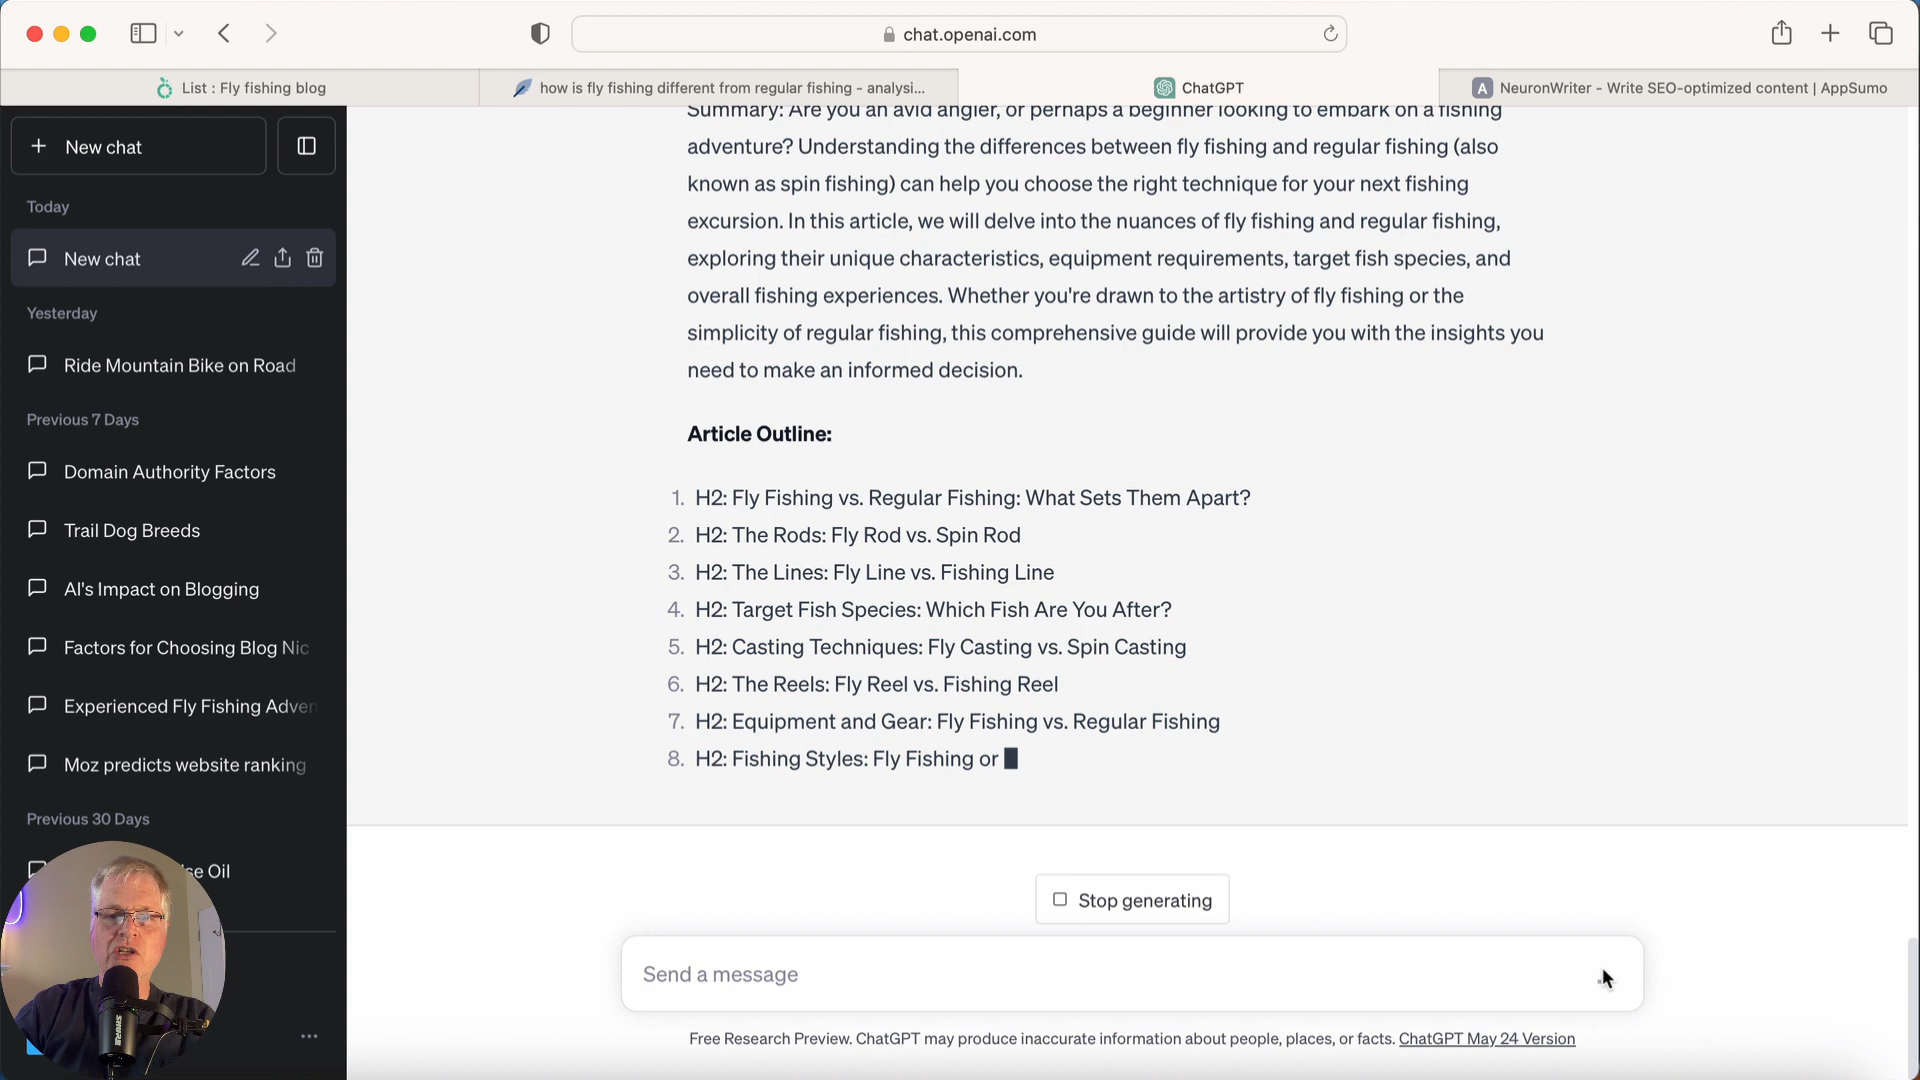 chat.openai.com
List : Fly fishing blog
how is fly fishing different from regular fishing - analysi...
ChatGPT
A NeuronWriter - Write SEO-optimized content | AppSumo
+ New chat
Today
New chat
Yesterday
Ride Mountain Bike on Road
Previous 7 Days
Domain Authority Factors
Trail Dog Breeds
AI's Impact on Blogging
Factors for Choosing Blog Nic
Experienced Fly Fishing Adven
Moz predicts website ranking
Previous 30 Days
Oil
Summary: Are you an avid angler, or perhaps a beginner looking to embark on a fishing
adventure? Understanding the differences between fly fishing and regular fishing (also
known as spin fishing) can help you choose the right technique for your next fishing
excursion. In this article, we will delve into the nuances of fly fishing and regular fishing,
exploring their unique characteristics, equipment requirements, target fish species, and
overall fishing experiences. Whether you're drawn to the artistry of fly fishing or the
simplicity of regular fishing, this comprehensive guide will provide you with the insights you
need to make an informed decision.
Article Outline:
1. H2: Fly Fishing vs. Regular Fishing: What Sets Them Apart?
2. H2: The Rods: Fly Rod vs. Spin Rod
3. H2: The Lines: Fly Line vs. Fishing Line
4. H2: Target Fish Species: Which Fish Are You After?
5. H2: Casting Techniques: Fly Casting vs. Spin Casting
6. H2: The Reels: Fly Reel vs. Fishing Reel
7. H2: Equipment and Gear: Fly Fishing vs. Regular Fishing
8. H2: Fishing Styles: Fly Fishing or
Stop generating
Send a message
Free Research Preview. ChatGPT may produce inaccurate information about people, places, or facts. ChatGPT May 24 Version
SHURE